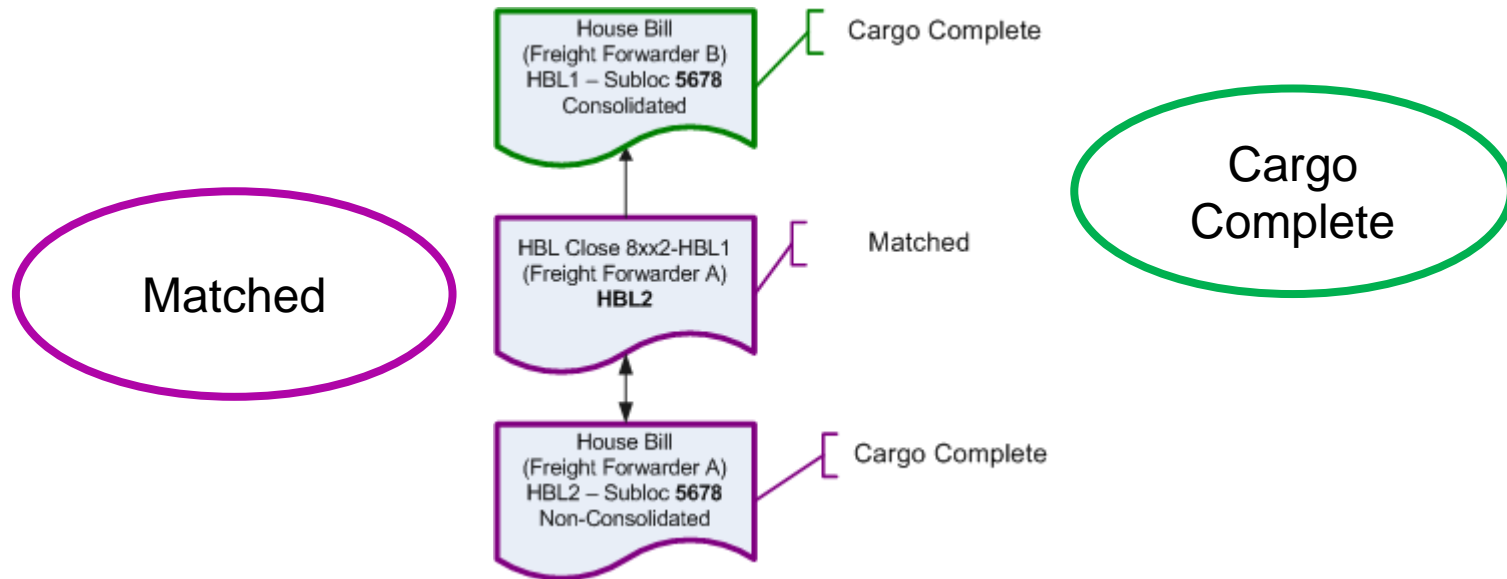 House Bill
(Freight Forwarder B)
HBL1 – Subloc 5678
Consolidated
Cargo Complete
Cargo
Complete
Matched
HBL Close 8xx2-HBL1
(Freight Forwarder A)
HBL2
Matched
House Bill
(Freight Forwarder A)
HBL2 – Subloc 5678
Non-Consolidated
Cargo Complete